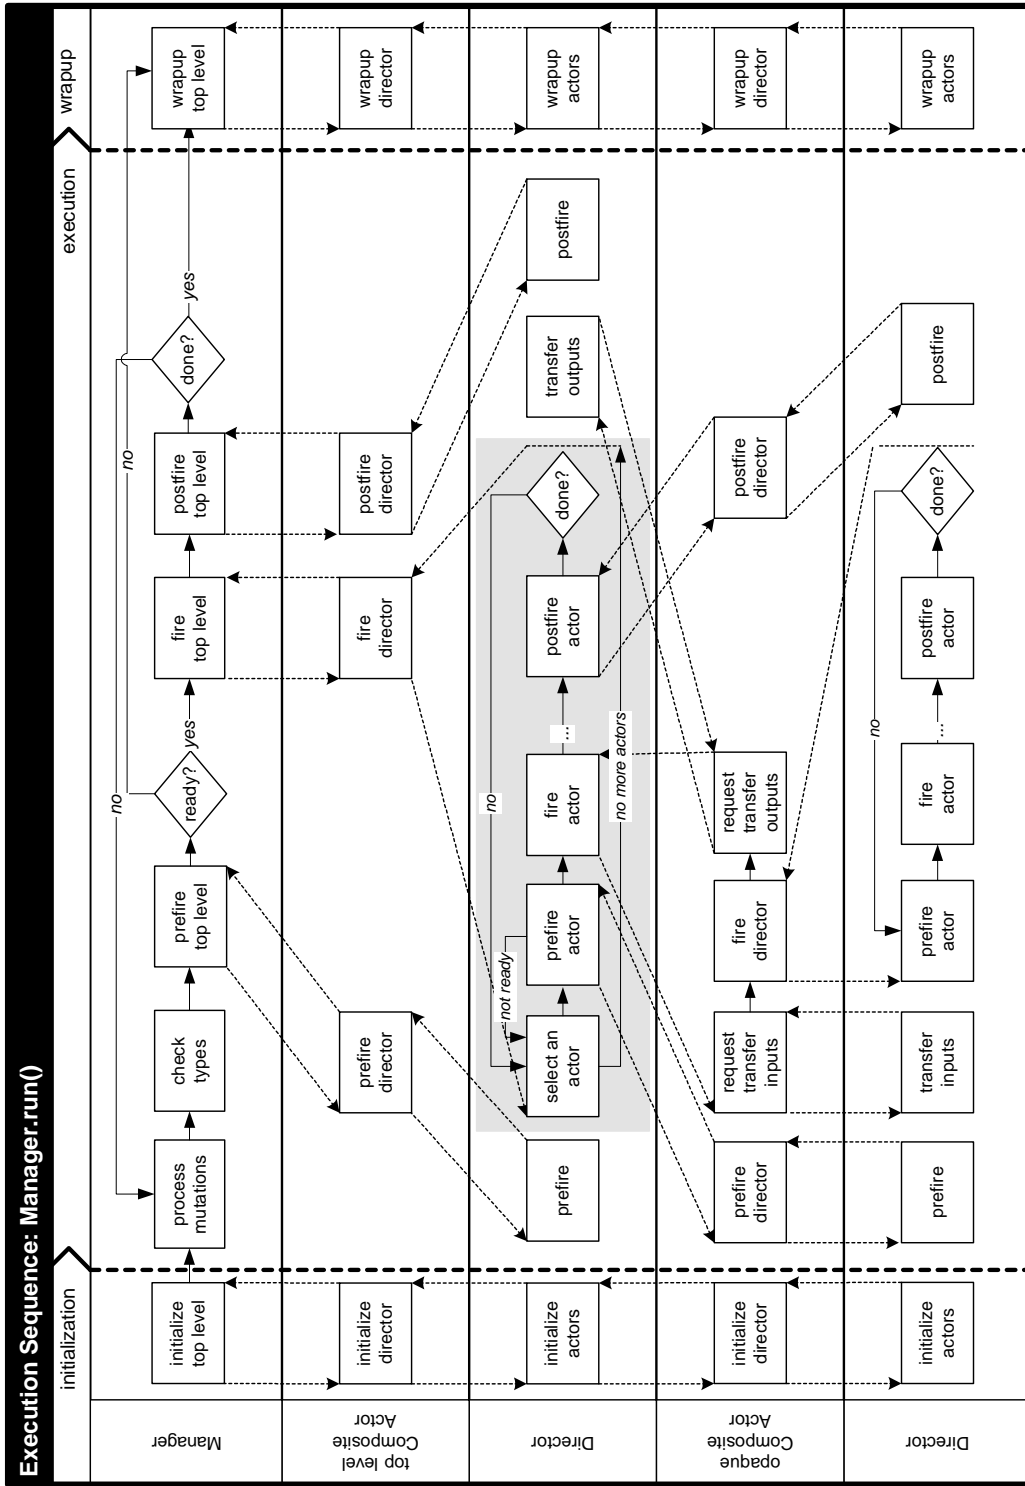 Execution Sequence: Manager.run()
initialization
execution
wrapup
Manager
initialize
top level
process
mutations
check
types
prefire
top level
ready?
yes
no
no
fire
top level
postfire
top level
done?
yes
wrapup
top level
top level
Composite
Actor
initialize
director
prefire
director
fire
director
postfire
director
wrapup
director
Director
initialize
actors
prefire
select an
actor
not ready
prefire
actor
no
fire
actor
...
no more actors
postfire
actor
done?
transfer
outputs
postfire
wrapup
actors
opaque
Composite
Actor
initialize
director
prefire
director
request
transfer
inputs
fire
director
request
transfer
outputs
postfire
director
wrapup
director
Director
initialize
actors
prefire
transfer
inputs
prefire
actor
fire
actor
...
no
postfire
actor
done?
postfire
wrapup
actors